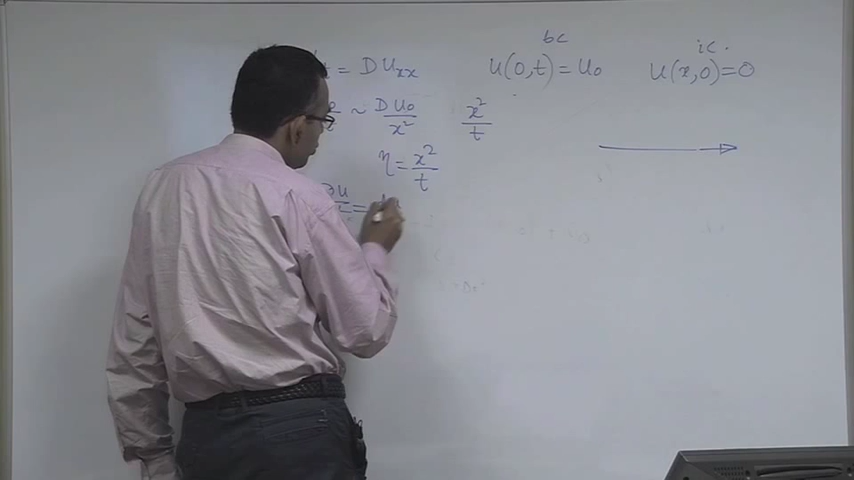 = D U_xx u(0,t) = u₀ bc u(x,0) = 0 ic.
~ D u₀ / x² x² / t
η = x² / t
∂u / =